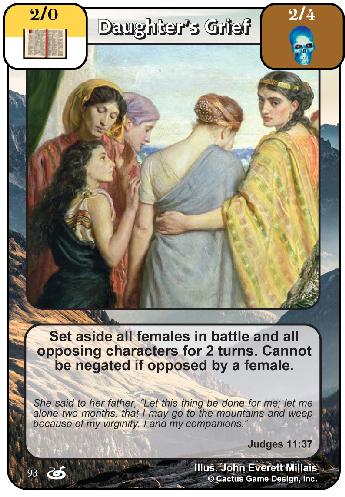 2/0
Daughter's Grief
2/4
Set aside all females in battle and all
opposing characters for 2 turns. Cannot
be negated if opposed by a female.
She said to her father, "Let this thing be done for me; let me
alone two months, that I may go to the mountains and weep
because of my virginity, I and my companions."
Judges 11:37
93
Illus. John Everett Millais
© Cactus Game Design, Inc.